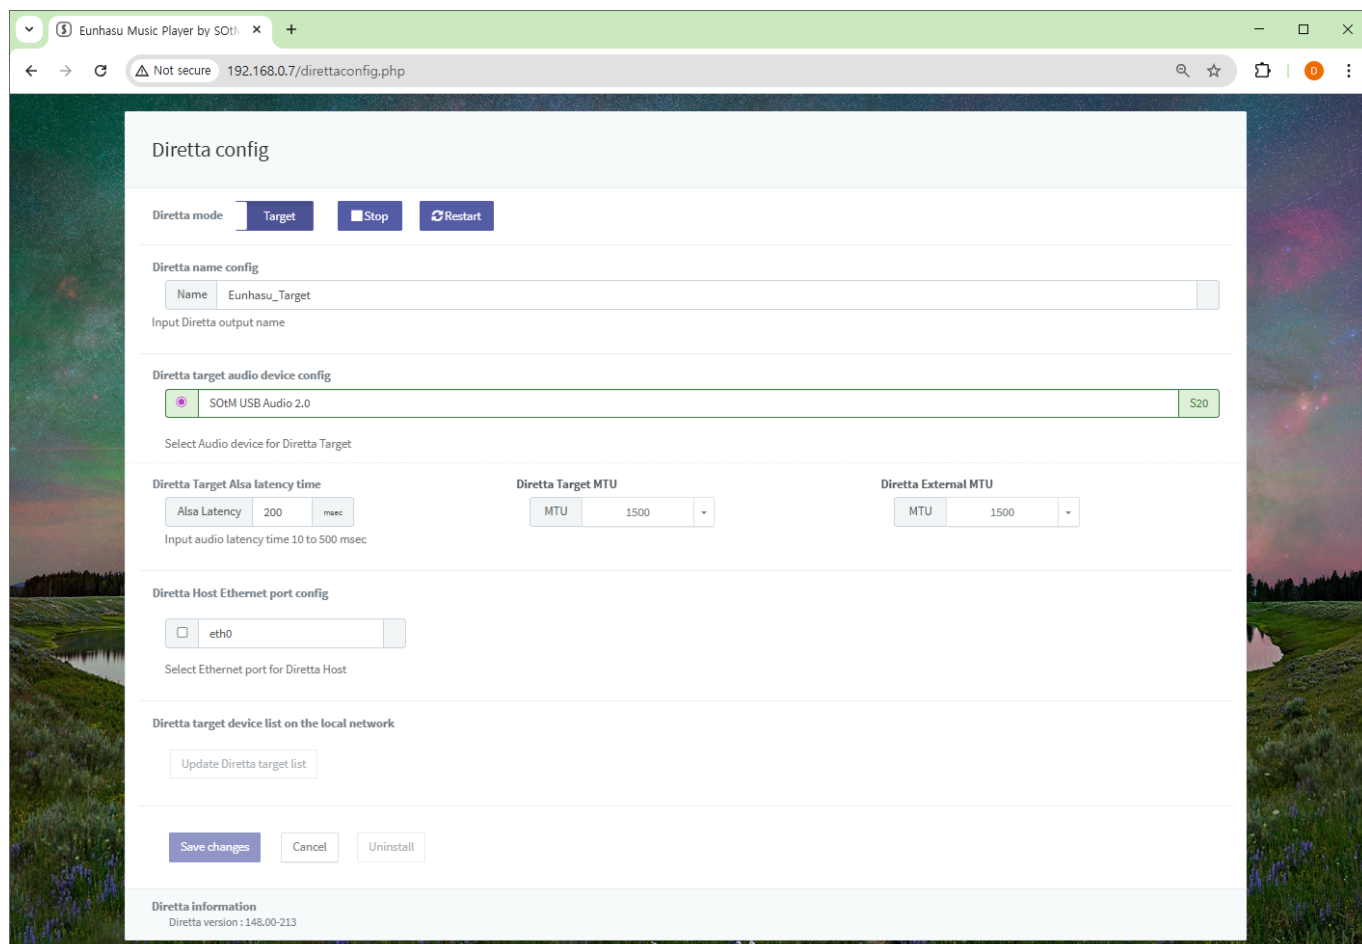 Eunhasu Music Player by SOtM
Not secure 192.168.0.7/direttaconfig.php
D
Diretta config
Diretta mode Target Stop Restart
Diretta name config
Name Eunhasu_Target
Input Diretta output name
Diretta target audio device config
SOtM USB Audio 2.0 S20
Select Audio device for Diretta Target
Diretta Target Alsa latency time Diretta Target MTU Diretta External MTU
Alsa Latency 200 msec MTU 1500 MTU 1500
Input audio latency time 10 to 500 msec
Diretta Host Ethernet port config
eth0
Select Ethernet port for Diretta Host
Diretta target device list on the local network
Update Diretta target list
Save changes Cancel Uninstall
Diretta information
Diretta version : 148.00-213